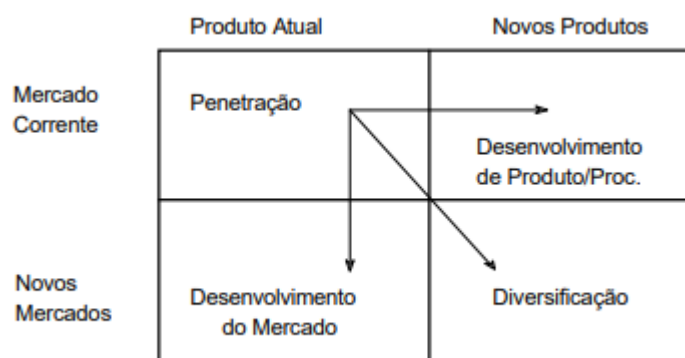 Produto Atual
Novos Produtos
Mercado
Corrente
Penetração
Desenvolvimento
de Produto/Proc.
Novos
Mercados
Desenvolvimento
do Mercado
Diversificação